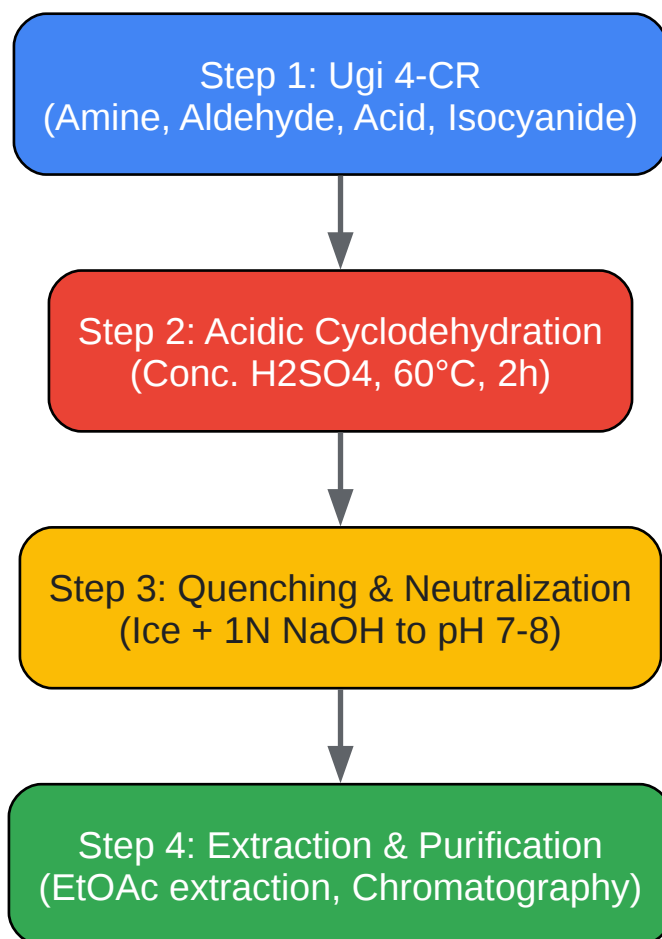 Step 1: Ugi 4-CR
(Amine, Aldehyde, Acid, Isocyanide)
Step 2: Acidic Cyclodehydration
(Conc. H2SO4, 60°C, 2h)
Step 3: Quenching & Neutralization
(Ice + 1N NaOH to pH 7-8)
Step 4: Extraction & Purification
(EtOAc extraction, Chromatography)